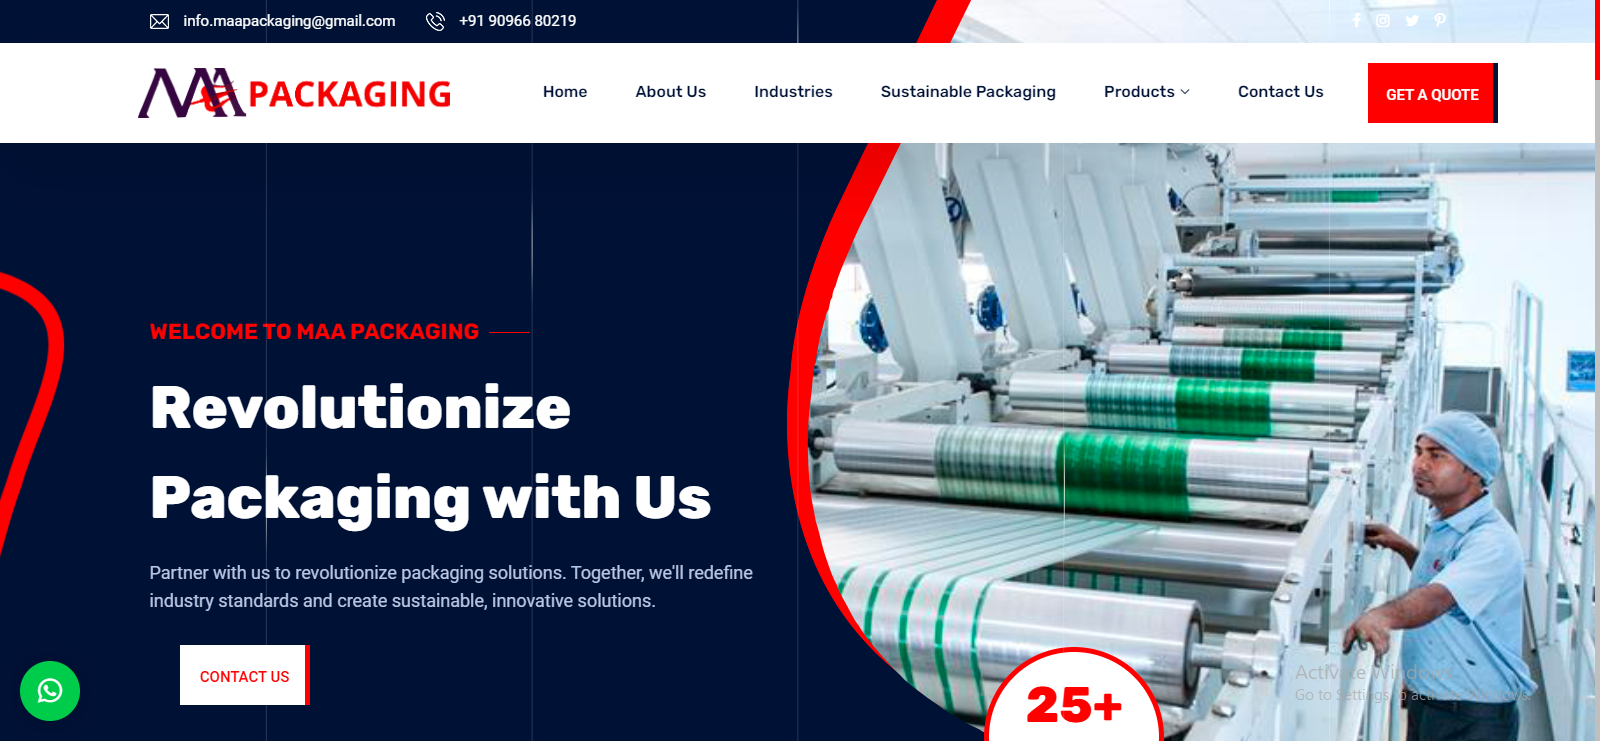 info.maapackaging@gmail.com
+91 90966 80219
MAA PACKAGING
Home
About Us
Industries
Sustainable Packaging
Products
Contact Us
GET A QUOTE
WELCOME TO MAA PACKAGING
Revolutionize
Packaging with Us
Partner with us to revolutionize packaging solutions. Together, we'll redefine
industry standards and create sustainable, innovative solutions.
CONTACT US
25+
Activate Windows
Go to Settings to activate Windows.